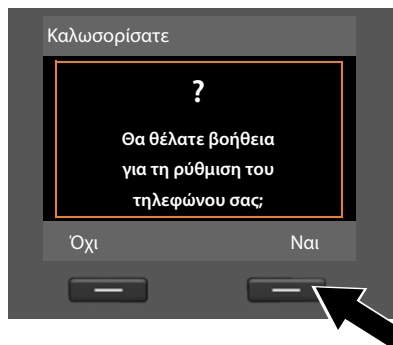 Καλωσορίσατε
?
Θα θέλατε βοήθεια
για τη ρύθμιση του
τηλεφώνου σας;
Όχι Ναι